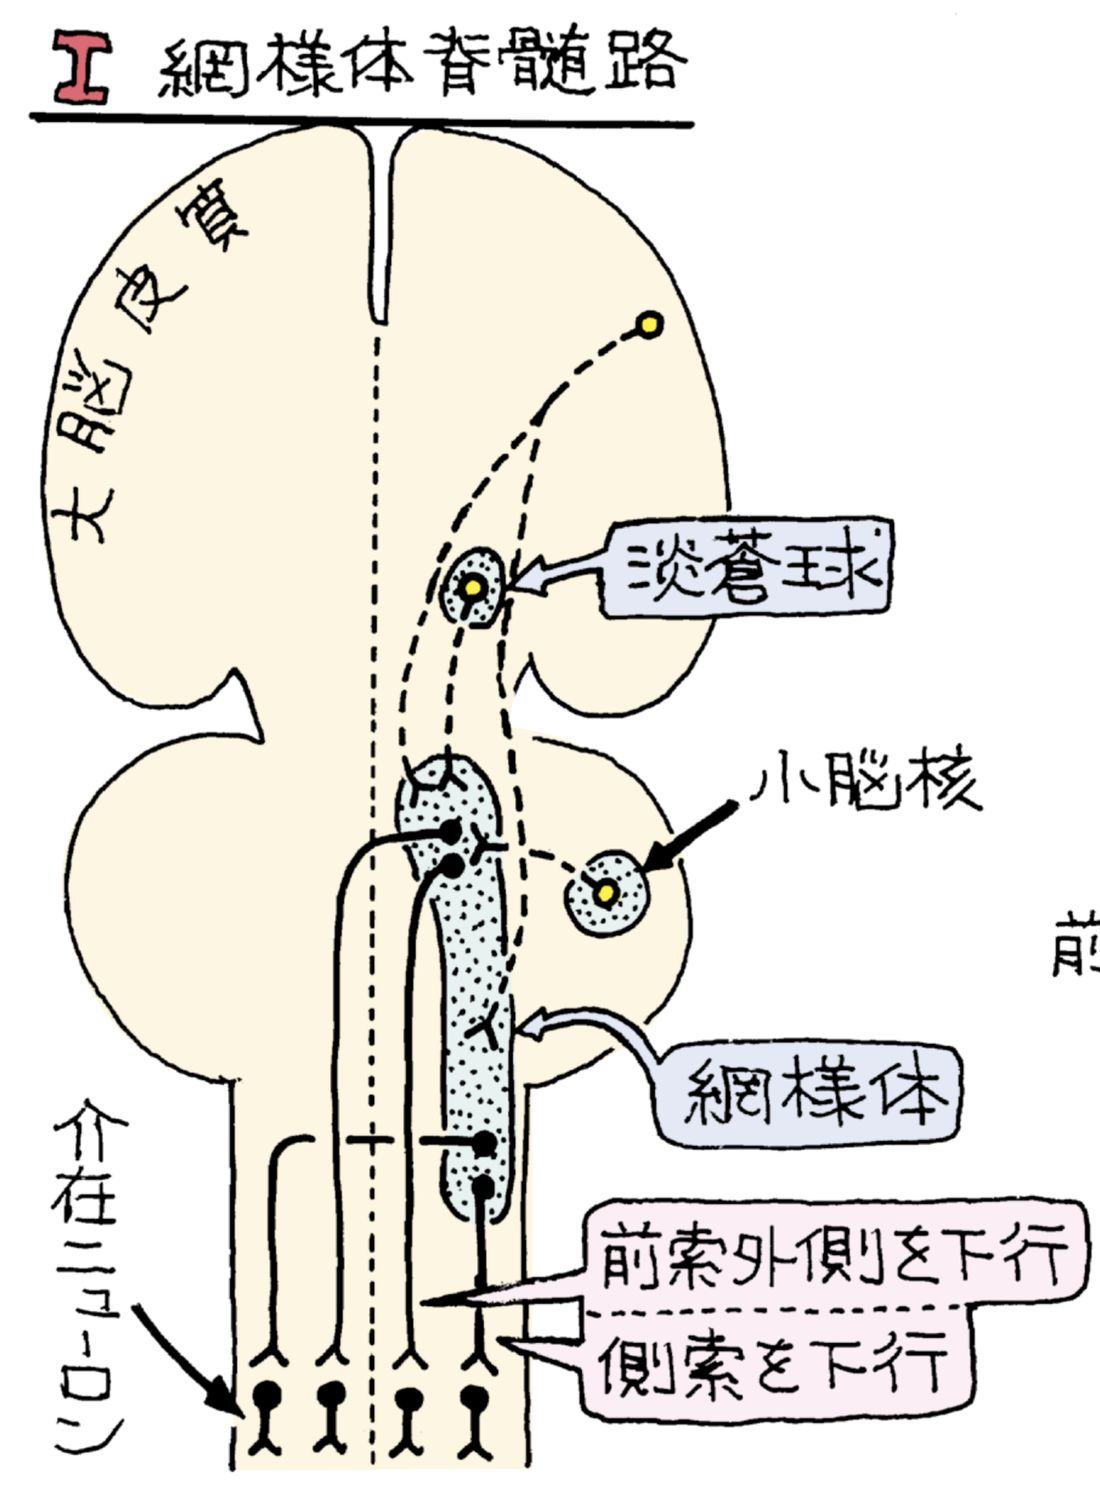 I 網様体脊髄路
大脳皮質
淡蒼球
小脳核
前
網様体
介在ニューロン
前索外側を下行
側索を下行